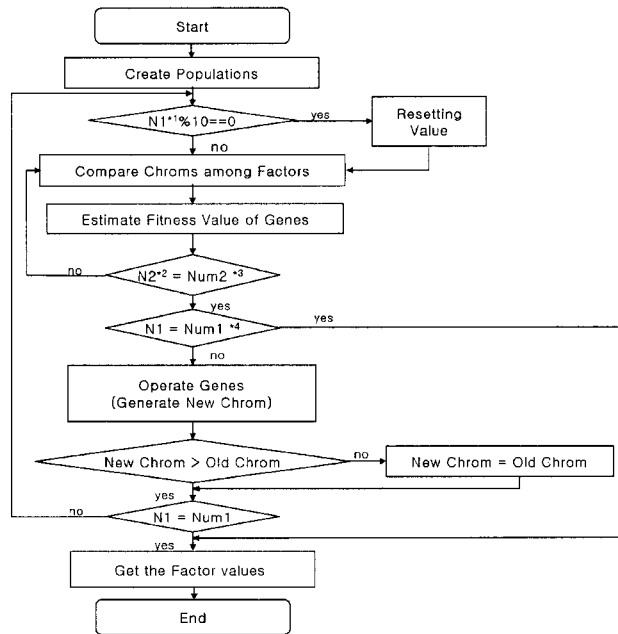 Start
Create Populations
N1*1%10==0
yes
Resetting
Value
no
Compare Chroms among Factors
Estimate Fitness Value of Genes
no
N2*2 = Num2 *3
yes
N1 = Num1 *4
yes
no
Operate Genes
(Generate New Chrom)
New Chrom > Old Chrom
no
New Chrom = Old Chrom
yes
no
N1 = Num1
yes
Get the Factor values
End